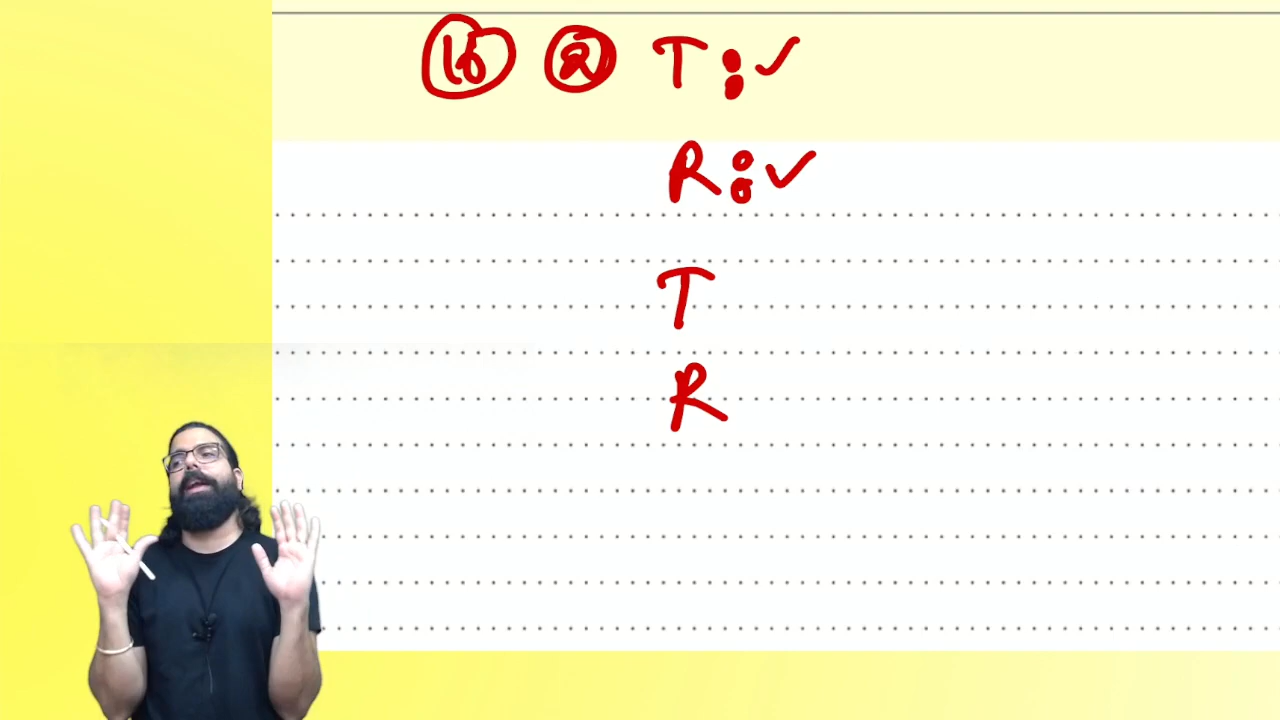 16 2 T : ✓
R : ✓
T
R